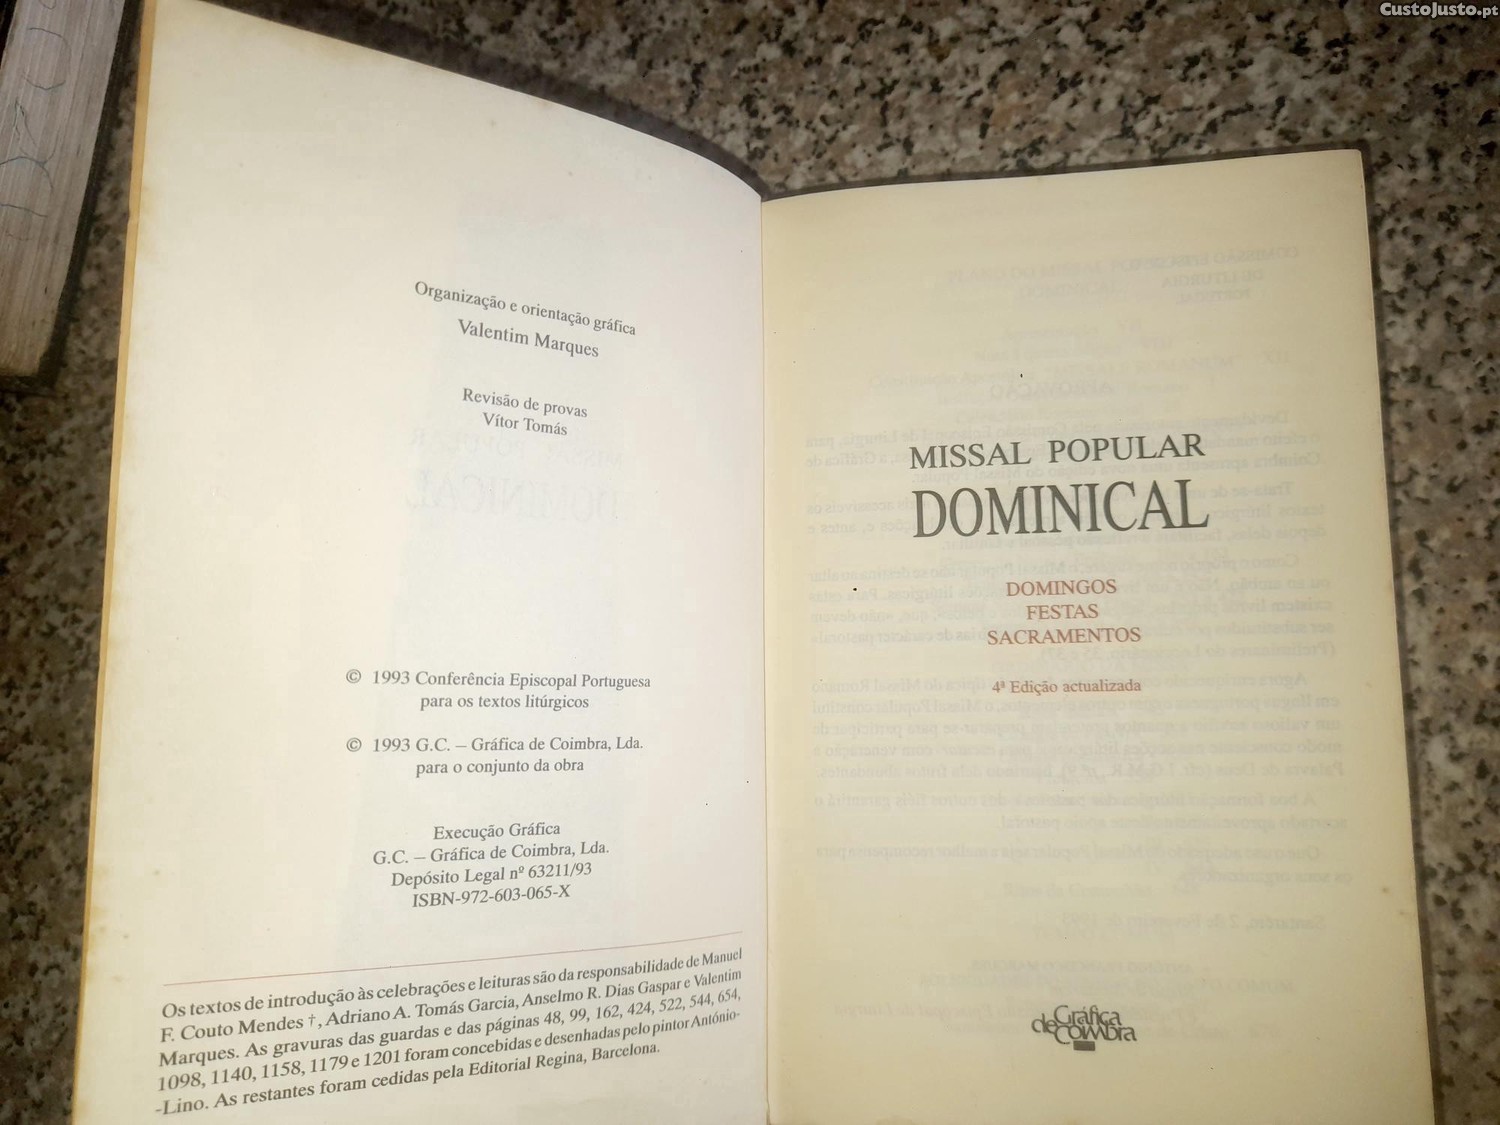 CustoJusto.pt
Organização e orientação gráfica
Valentim Marques
Revisão de provas
Vítor Tomás
© 1993 Conferência Episcopal Portuguesa
para os textos litúrgicos
© 1993 G.C. – Gráfica de Coimbra, Lda.
para o conjunto da obra
Execução Gráfica
G.C. – Gráfica de Coimbra, Lda.
Depósito Legal nº 63211/93
ISBN-972-603-065-X
Os textos de introdução às celebrações e leituras são da responsabilidade de Manuel
F. Couto Mendes †, Adriano A. Tomás Garcia, Anselmo R. Dias Gaspar e Valentim
Marques. As gravuras das guardas e das páginas 48, 99, 162, 424, 522, 544, 654,
1098, 1140, 1158, 1179 e 1201 foram concebidas e desenhadas pelo pintor António-
-Lino. As restantes foram cedidas pela Editorial Regina, Barcelona.
MISSAL POPULAR
DOMINICAL
DOMINGOS
FESTAS
SACRAMENTOS
4ª Edição actualizada
Gráfica
de Coimbra